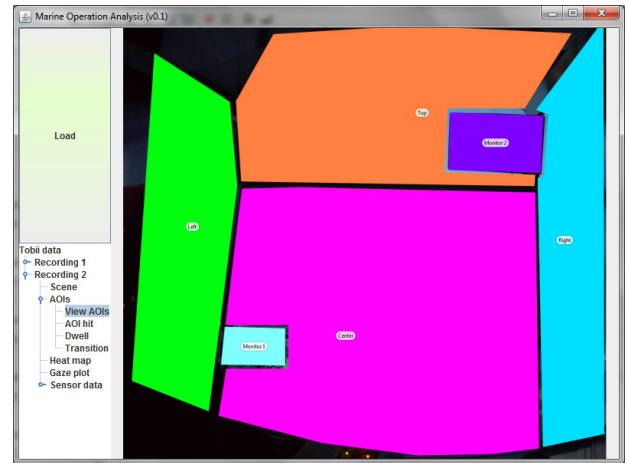 Marine Operation Analysis (v0.1)
Load
Tobii data
Recording 1
Recording 2
Scene
AOIs
View AOIs
AOI hit
Dwell
Transition
Heat map
Gaze plot
Sensor data
Top
Monitor 2
Left
Right
Center
Monitor 1